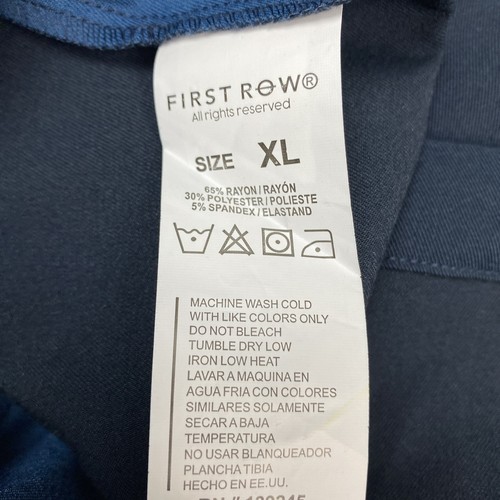 FIRST ROW®
All rights reserved
SIZE XL
65% RAYON / RAYÓN
30% POLYESTER / POLIESTE
5% SPANDEX / ELASTAND
MACHINE WASH COLD
WITH LIKE COLORS ONLY
DO NOT BLEACH
TUMBLE DRY LOW
IRON LOW HEAT
LAVAR A MAQUINA EN
AGUA FRIA CON COLORES
SIMILARES SOLAMENTE
SECAR A BAJA
TEMPERATURA
NO USAR BLANQUEADOR
PLANCHA TIBIA
HECHO EN EE.UU.